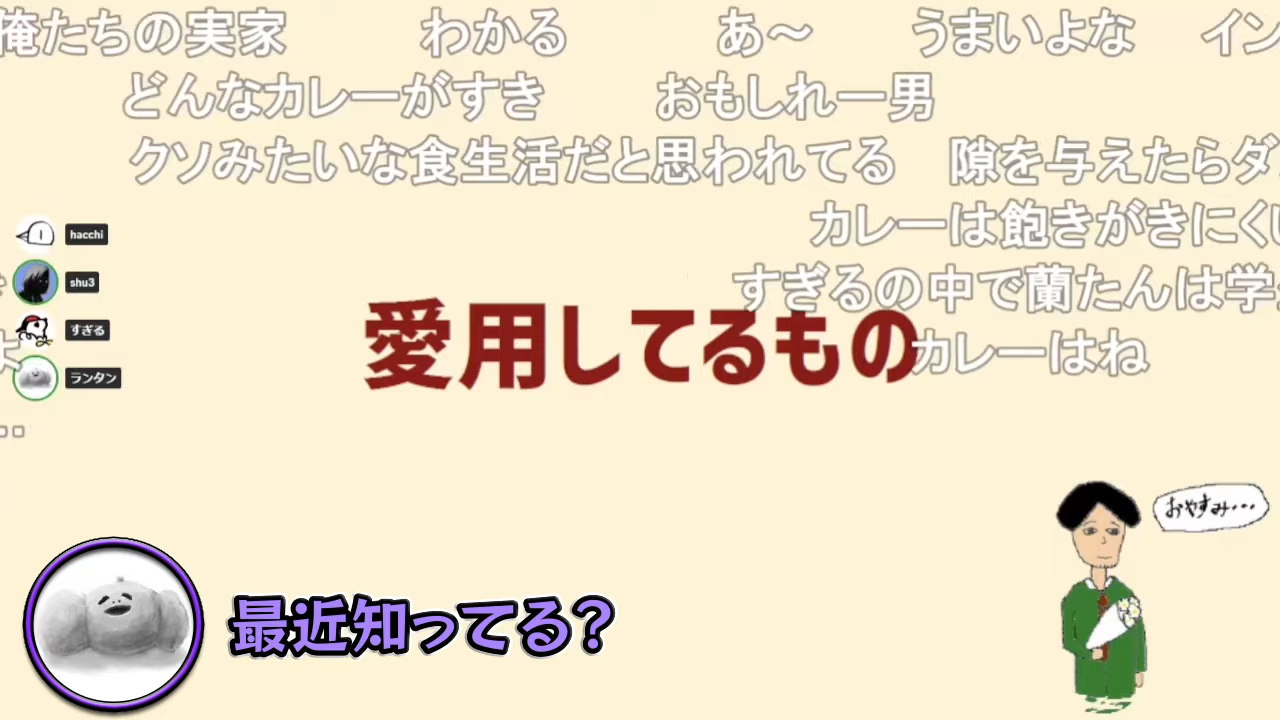 俺たちの実家 わかる あ～ うまいよな イン
どんなカレーがすき おもしれー男
クソみたいな食生活だと思われてる 隙を与えたらダ
カレーは飽きがきにくい
hacchi
shu3
すぎるの中で蘭たんは学
すぎる
愛用してるもの
カレーはね
よ
ランタン
おやすみ…
最近知ってる？